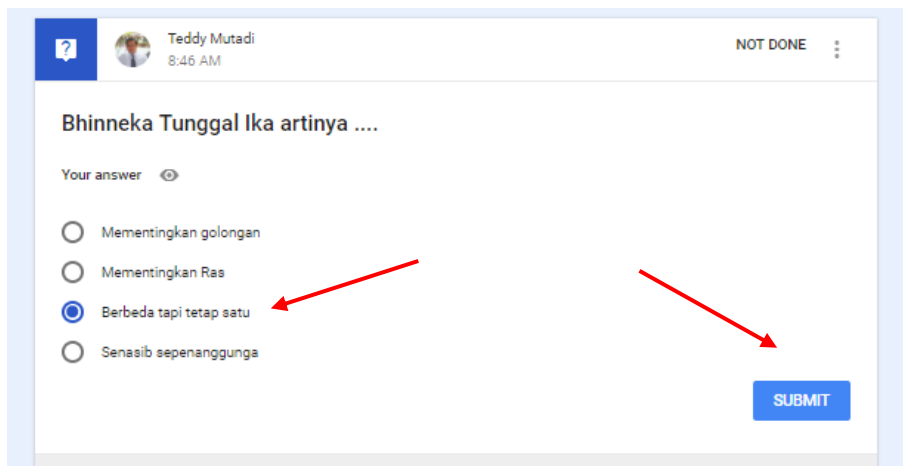 Teddy Mutadi
8:46 AM
NOT DONE
Bhinneka Tunggal Ika artinya ....
Your answer
Mementingkan golongan
Mementingkan Ras
Berbeda tapi tetap satu
Senasib sepenanggunga
SUBMIT